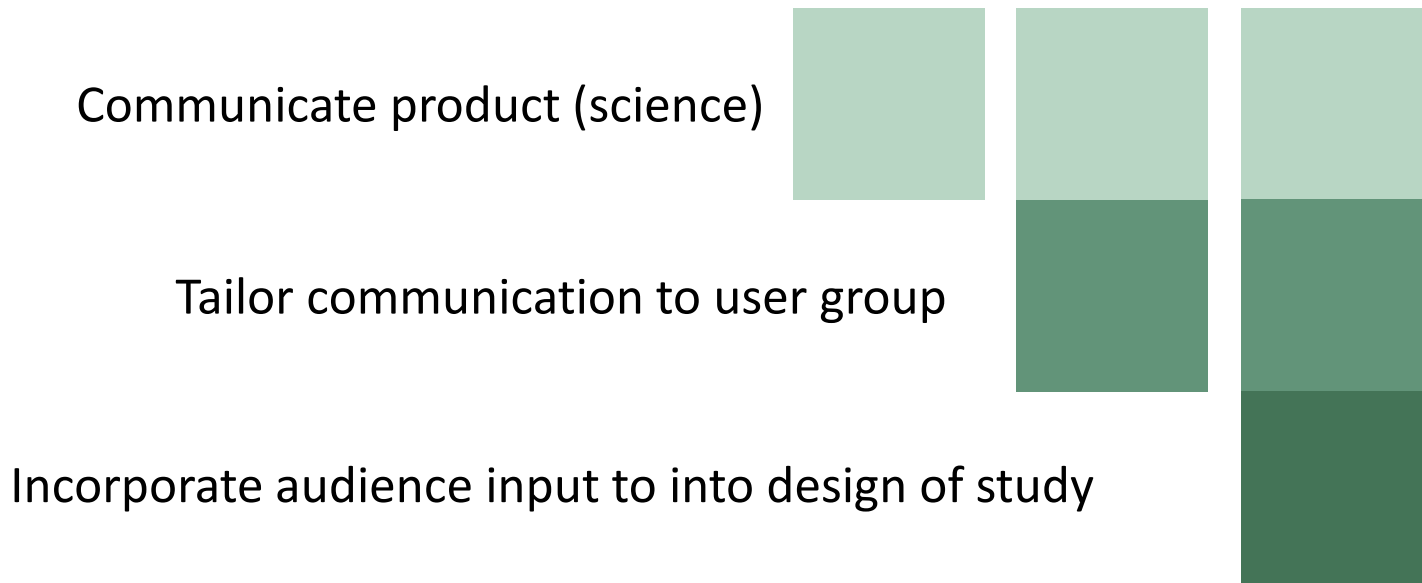 Communicate product (science)
Tailor communication to user group
Incorporate audience input to into design of study